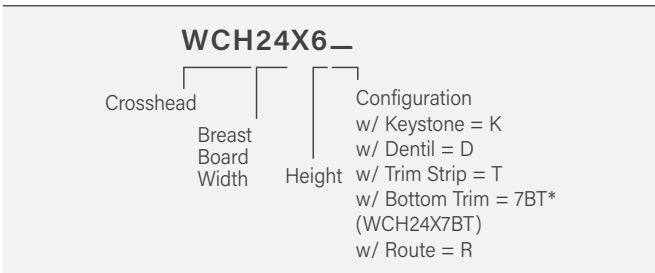 WCH24X6_
Crosshead
Breast
Board
Width
Height
Configuration
w/ Keystone = K
w/ Dentil = D
w/ Trim Strip = T
w/ Bottom Trim = 7BT*
(WCH24X7BT)
w/ Route = R